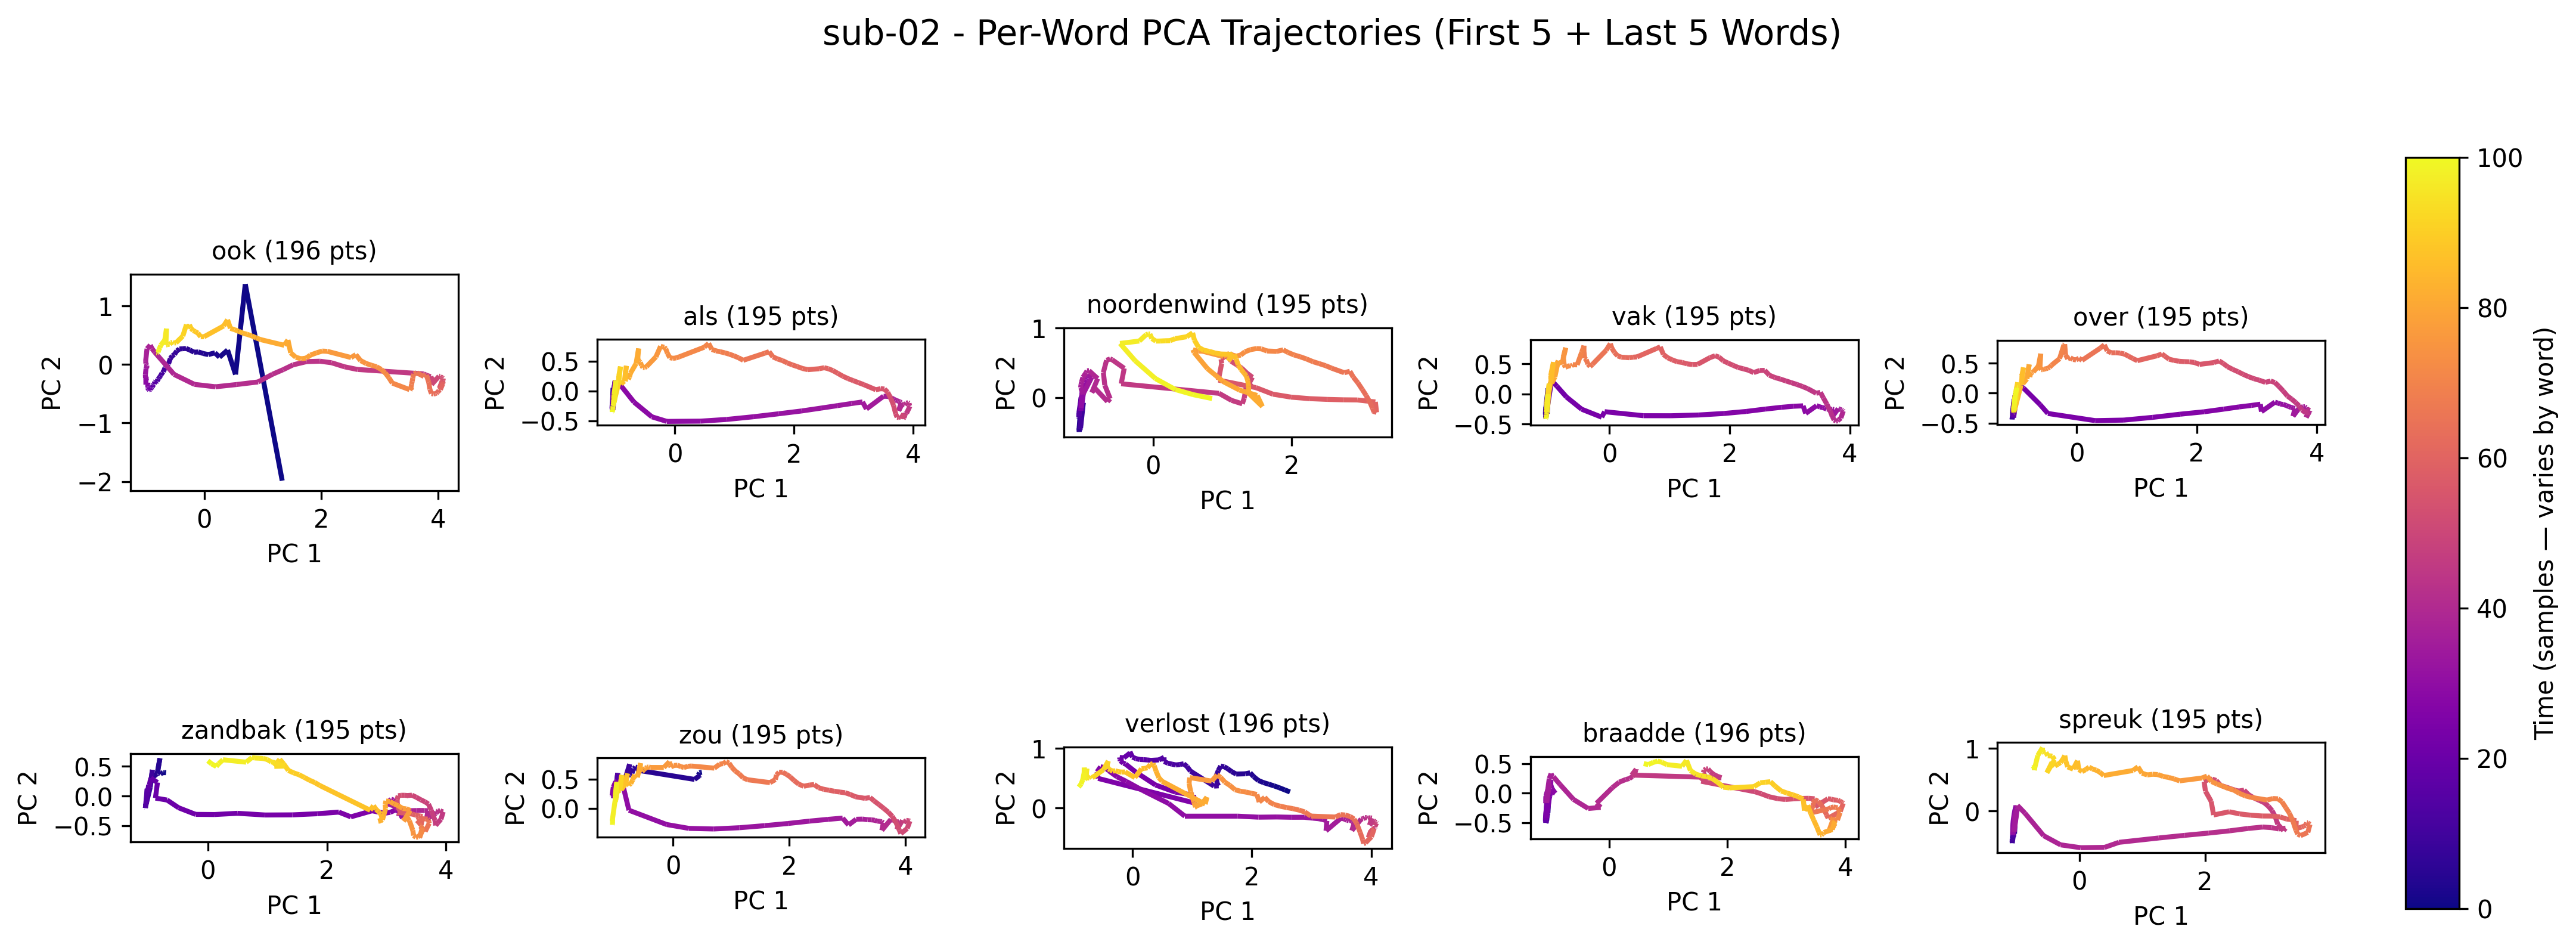 sub-02 - Per-Word PCA Trajectories (First 5 + Last 5 Words)
ook (196 pts)
PC 2
1
0
−1
−2
0 2 4
PC 1
als (195 pts)
PC 2
0.5
0.0
−0.5
0 2 4
PC 1
noordenwind (195 pts)
PC 2
1
0
0 2
PC 1
vak (195 pts)
PC 2
0.5
0.0
−0.5
0 2 4
PC 1
over (195 pts)
PC 2
0.5
0.0
−0.5
0 2 4
PC 1
zandbak (195 pts)
PC 2
0.5
0.0
−0.5
0 2 4
PC 1
zou (195 pts)
PC 2
0.5
0.0
0 2 4
PC 1
verlost (196 pts)
PC 2
1
0
0 2 4
PC 1
braadde (196 pts)
PC 2
0.5
0.0
−0.5
0 2 4
PC 1
spreuk (195 pts)
PC 2
1
0
0 2
PC 1
100
80
60
40
20
0
Time (samples — varies by word)